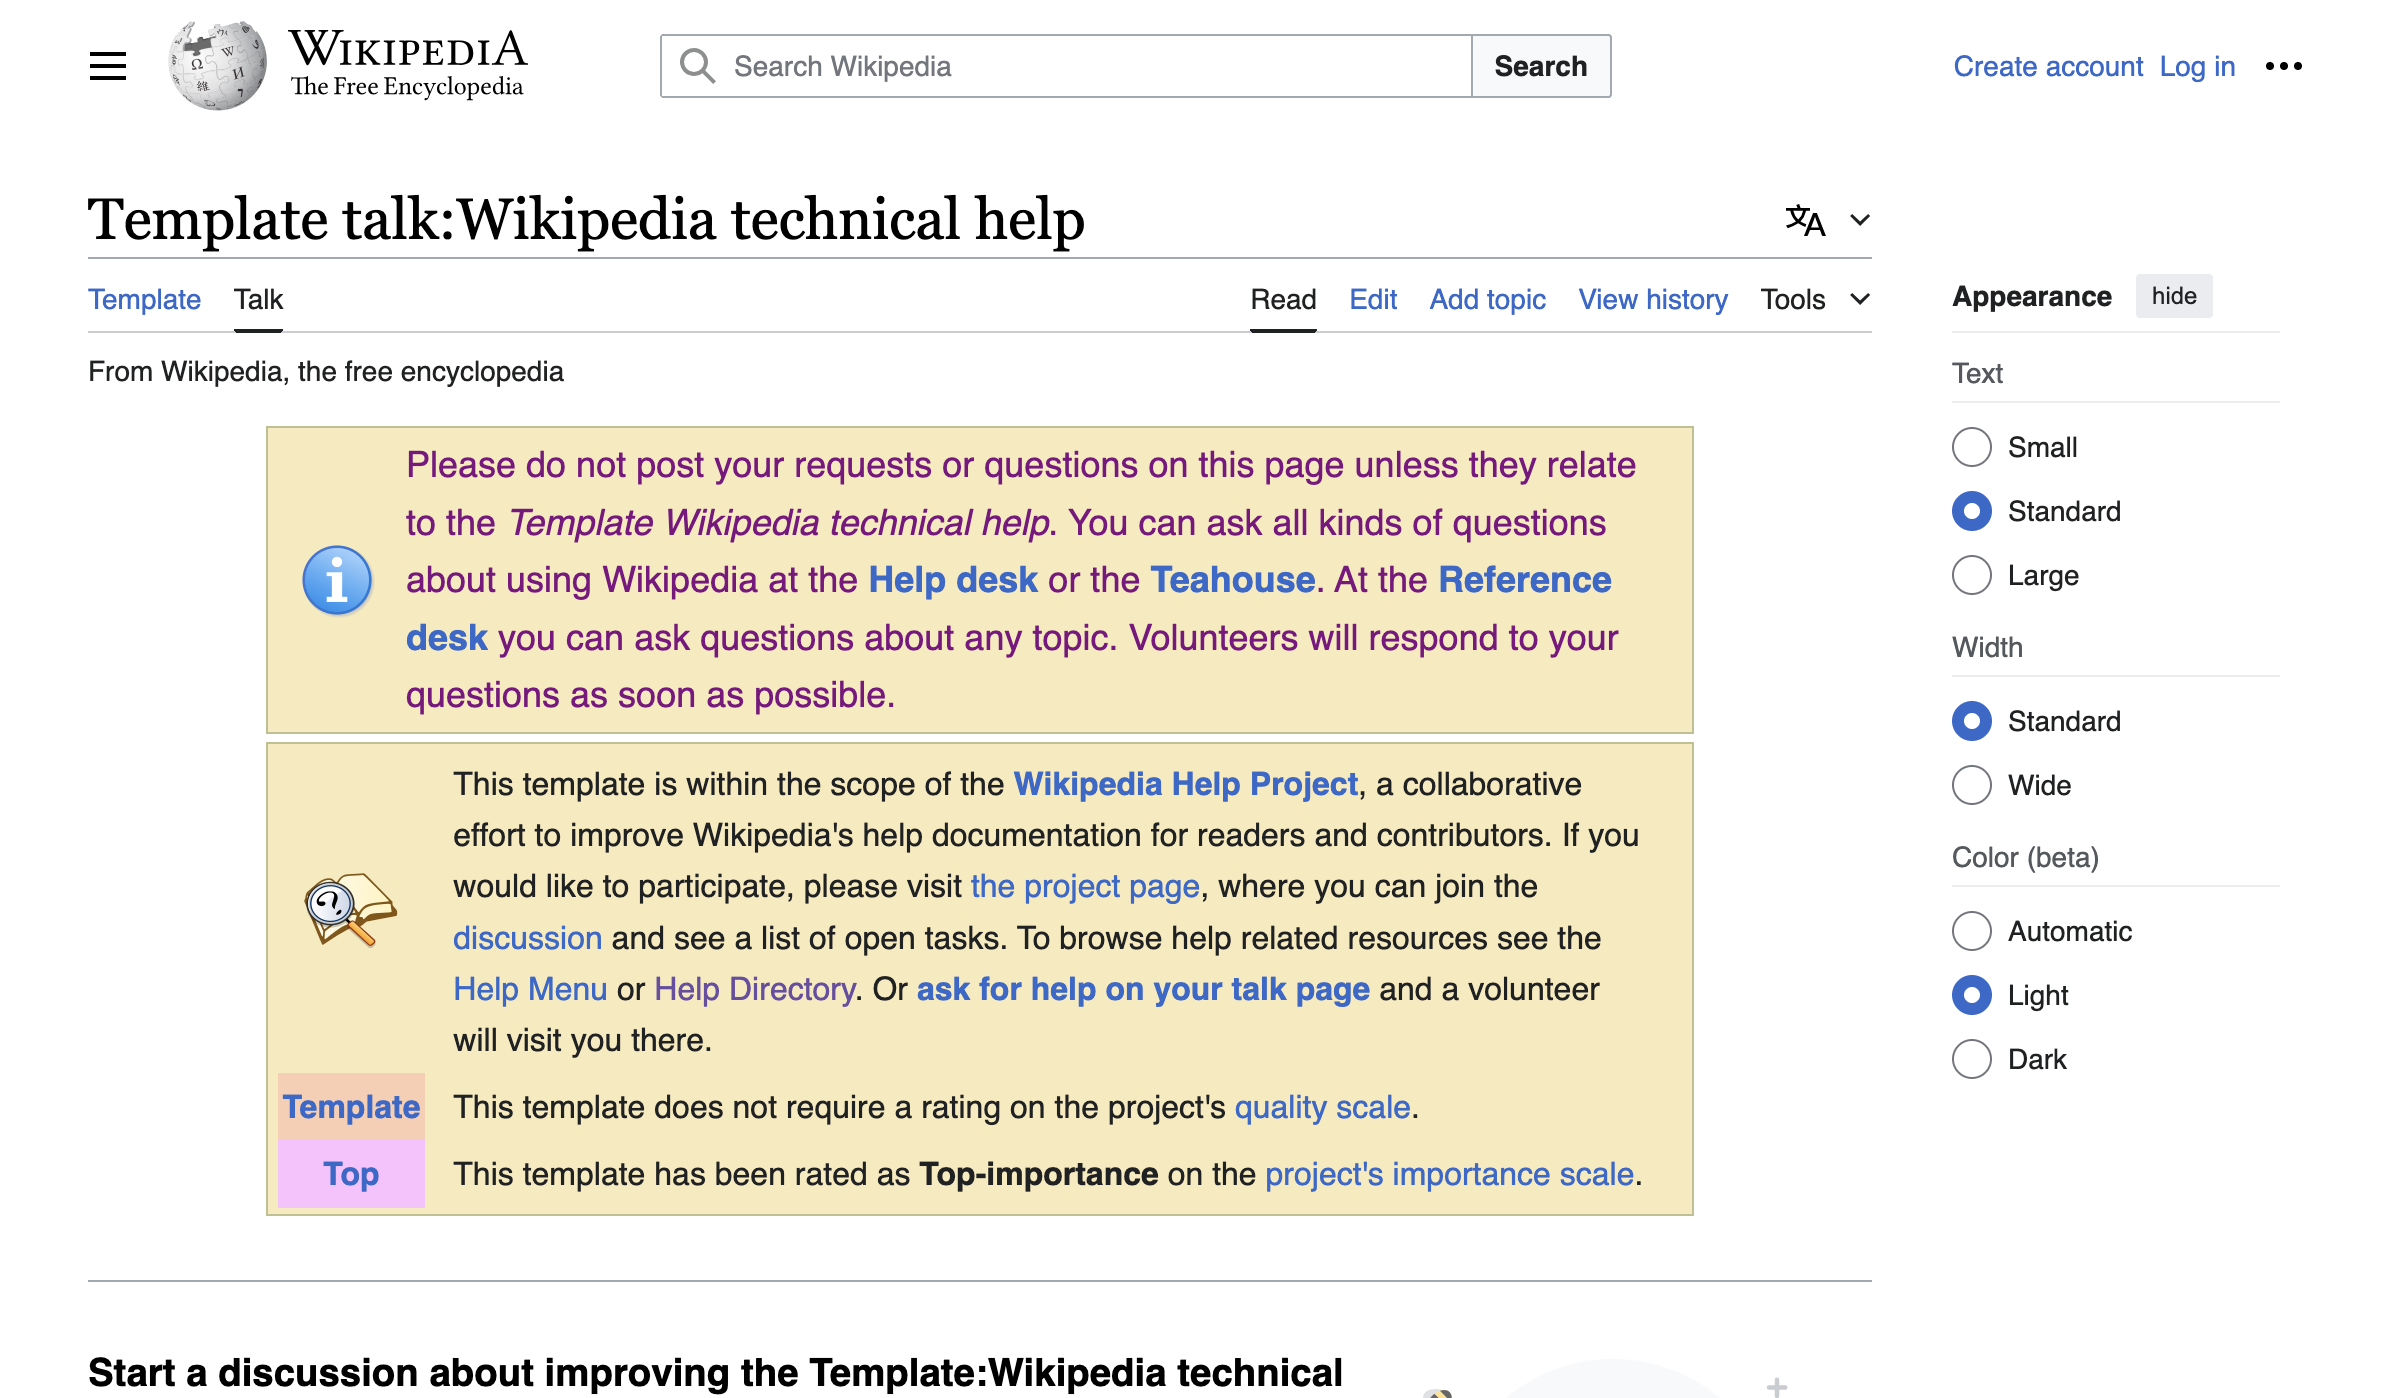 WIKIPEDIA
The Free Encyclopedia
Search Wikipedia
Search
Create account Log in
Template talk:Wikipedia technical help
Template Talk
Read Edit Add topic View history Tools
From Wikipedia, the free encyclopedia
Please do not post your requests or questions on this page unless they relate
to the Template Wikipedia technical help. You can ask all kinds of questions
about using Wikipedia at the Help desk or the Teahouse. At the Reference
desk you can ask questions about any topic. Volunteers will respond to your
questions as soon as possible.
This template is within the scope of the Wikipedia Help Project, a collaborative
effort to improve Wikipedia's help documentation for readers and contributors. If you
would like to participate, please visit the project page, where you can join the
discussion and see a list of open tasks. To browse help related resources see the
Help Menu or Help Directory. Or ask for help on your talk page and a volunteer
will visit you there.
Template This template does not require a rating on the project's quality scale.
Top This template has been rated as Top-importance on the project's importance scale.
Start a discussion about improving the Template:Wikipedia technical
Appearance hide
Text
Small
Standard
Large
Width
Standard
Wide
Color (beta)
Automatic
Light
Dark